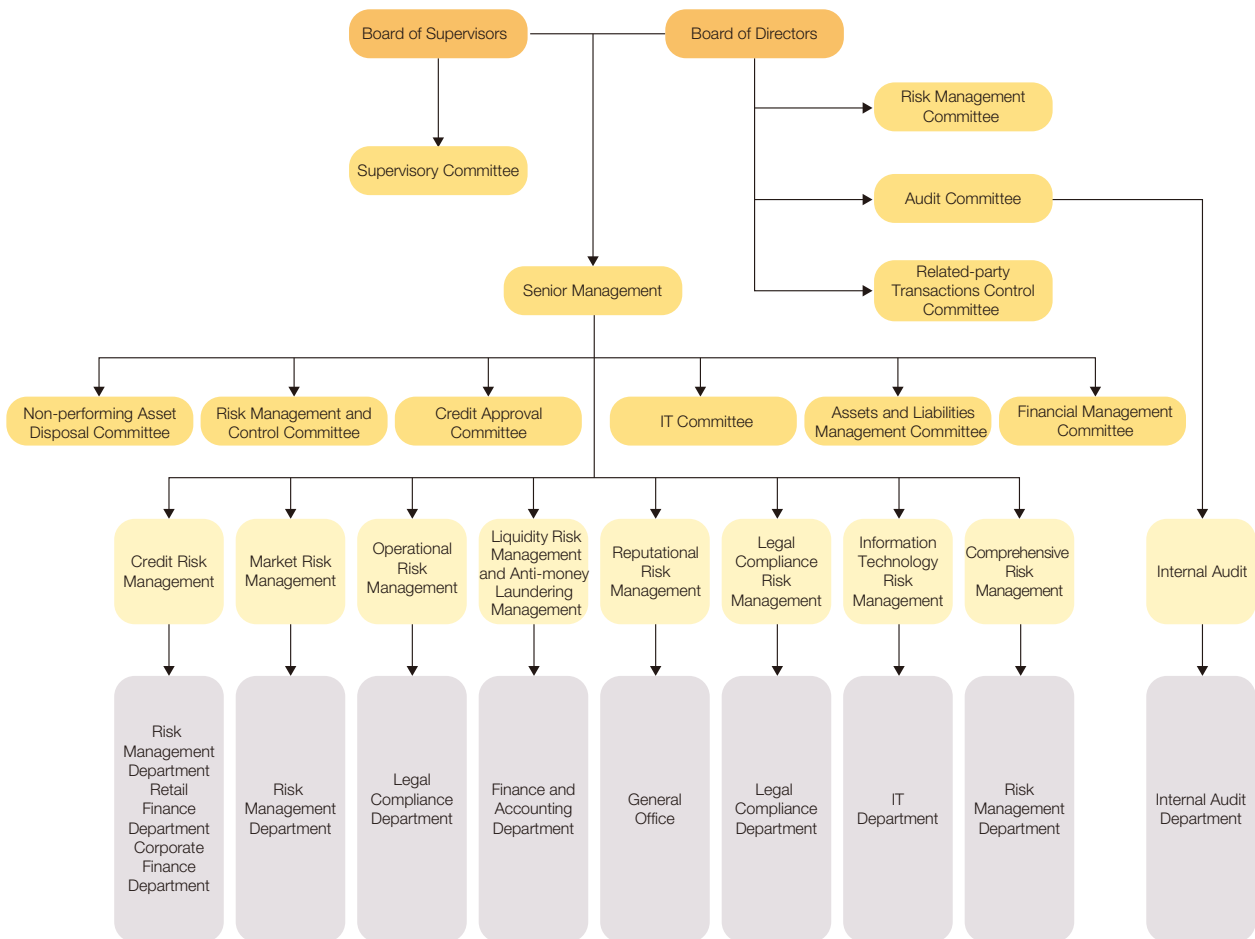 Board of Supervisors
Board of Directors
Risk Management
Committee
Supervisory Committee
Audit Committee
Related-party
Transactions Control
Committee
Senior Management
Non-performing Asset
Disposal Committee
Risk Management and
Control Committee
Credit Approval
Committee
IT Committee
Assets and Liabilities
Management Committee
Financial Management
Committee
Credit Risk
Management
Market Risk
Management
Operational
Risk
Management
Liquidity Risk
Management
and Anti-money
Laundering
Management
Reputational
Risk
Management
Legal
Compliance
Risk
Management
Information
Technology
Risk
Management
Comprehensive
Risk
Management
Internal Audit
Risk
Management
Department
Retail
Finance
Department
Corporate
Finance
Department
Risk
Management
Department
Legal
Compliance
Department
Finance and
Accounting
Department
General
Office
Legal
Compliance
Department
IT
Department
Risk
Management
Department
Internal Audit
Department